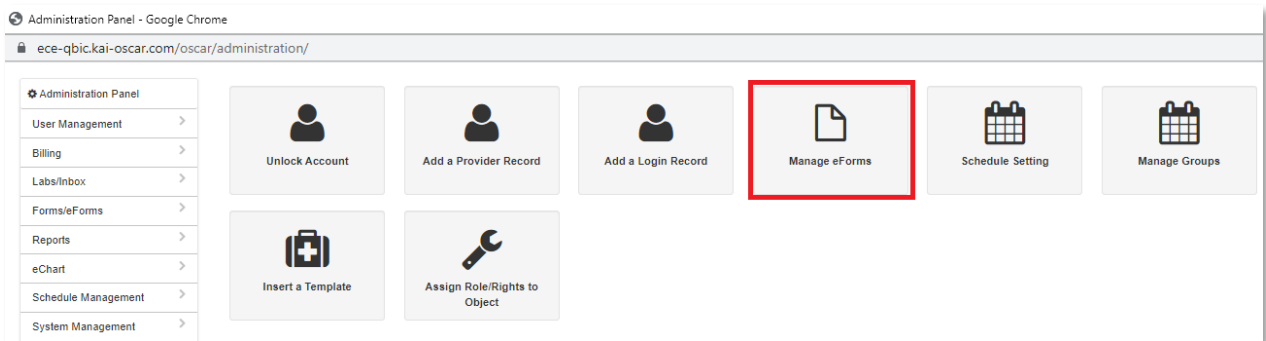 Administration Panel - Google Chrome
ece-qbic.kai-oscar.com/oscar/administration/
Administration Panel
User Management
Billing
Labs/Inbox
Forms/eForms
Reports
eChart
Schedule Management
System Management
Unlock Account
Add a Provider Record
Add a Login Record
Manage eForms
Schedule Setting
Manage Groups
Insert a Template
Assign Role/Rights to
Object